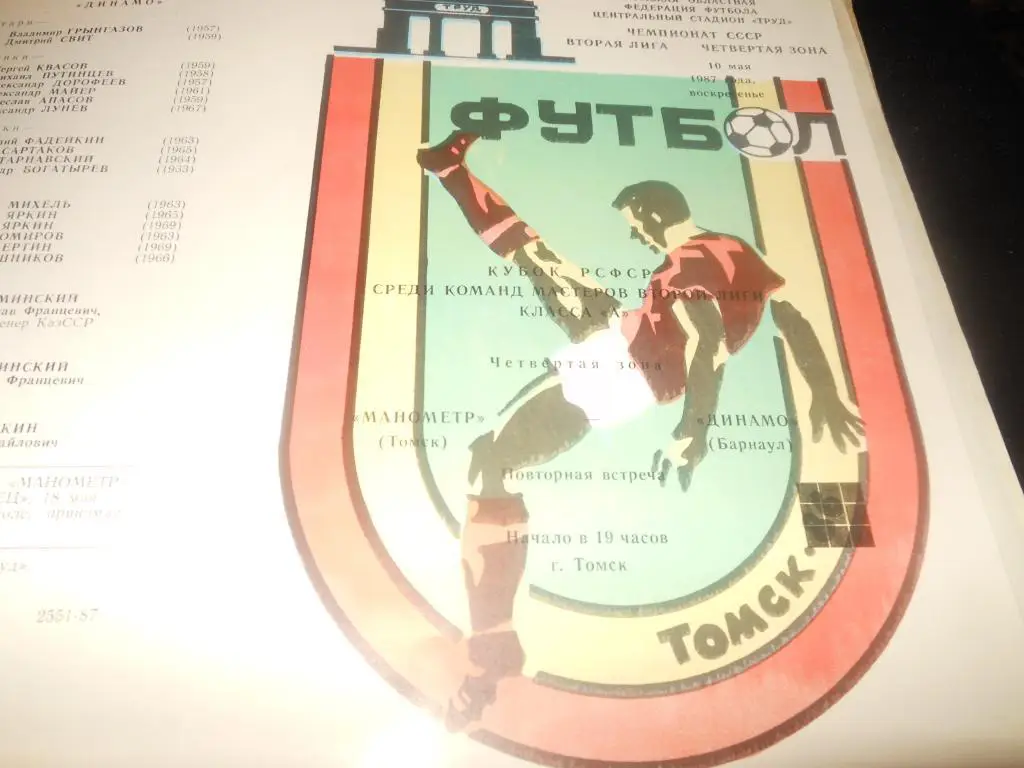 «ДИНАМО»
Владимир ГРЫНГАЗОВ (1957)
Дмитрий СВИТ (1959)
КВАСОВ (1959)
ПУТИНЦЕВ (1958)
ДОРОФЕЕВ (1957)
МАЙЕР (1961)
АПАСОВ (1959)
ЛУНЕВ (1967)
ФАДЕЙКИН (1963)
САРТАКОВ (1965)
ТАРНАВСКИЙ (1964)
БОГАТЫРЕВ (1933)
МИХЕЛЬ (1963)
ЯРКИН (1965)
ЯРКИН (1969)
(1963)
(1969)
(1966)
Францевич,
КазССР
Францевич
«МАНОМЕТР
18 мая
2551-87
ТРУД
ОБЛАСТНАЯ
ФЕДЕРАЦИЯ ФУТБОЛА
ЦЕНТРАЛЬНЫЙ СТАДИОН «ТРУД»
ЧЕМПИОНАТ СССР
ВТОРАЯ ЛИГА ЧЕТВЕРТАЯ ЗОНА
10 мая
1987 года,
воскресенье
ФУТБОЛ
КУБОК РСФСР
СРЕДИ КОМАНД МАСТЕРОВ ВТОРОЙ ЛИГИ
КЛАССА «А»
Четвертая зона
«МАНОМЕТР» — «ДИНАМО»
(Томск) (Барнаул)
Повторная встреча
Начало в 19 часов
г. Томск
ТОМСК